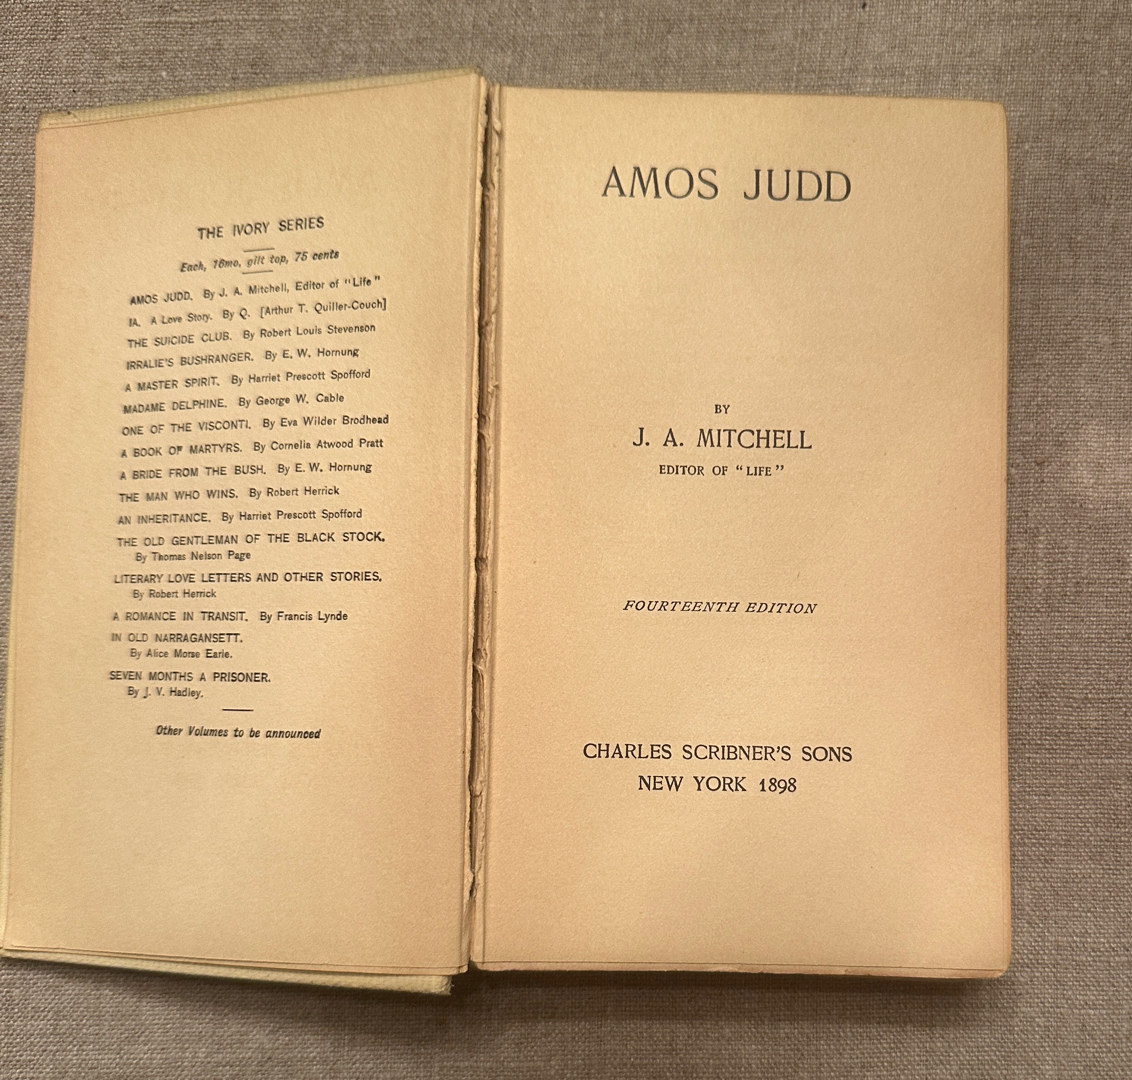 THE IVORY SERIES
Each, 16mo, gilt top, 75 cents
AMOS JUDD. By J. A. Mitchell, Editor of "Life"
IA. A Love Story. By Q. [Arthur T. Quiller-Couch]
THE SUICIDE CLUB. By Robert Louis Stevenson
IRRALIE'S BUSHRANGER. By E. W. Hornung
A MASTER SPIRIT. By Harriet Prescott Spofford
MADAME DELPHINE. By George W. Cable
ONE OF THE VISCONTI. By Eva Wilder Brodhead
A BOOK OF MARTYRS. By Cornelia Atwood Pratt
A BRIDE FROM THE BUSH. By E. W. Hornung
THE MAN WHO WINS. By Robert Herrick
AN INHERITANCE. By Harriet Prescott Spofford
THE OLD GENTLEMAN OF THE BLACK STOCK.
By Thomas Nelson Page
LITERARY LOVE LETTERS AND OTHER STORIES.
By Robert Herrick
A ROMANCE IN TRANSIT. By Francis Lynde
IN OLD NARRAGANSETT.
By Alice Morse Earle.
SEVEN MONTHS A PRISONER.
By J. V. Hadley.
Other Volumes to be announced
AMOS JUDD
BY
J. A. MITCHELL
EDITOR OF "LIFE"
FOURTEENTH EDITION
CHARLES SCRIBNER'S SONS
NEW YORK 1898